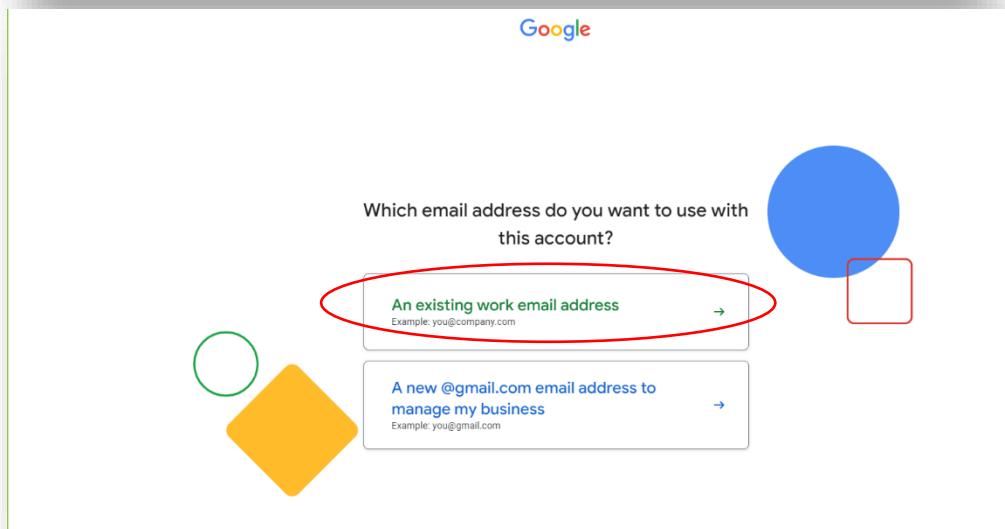 Google
Which email address do you want to use with
this account?
An existing work email address
Example: you@company.com
A new @gmail.com email address to
manage my business
Example: you@gmail.com